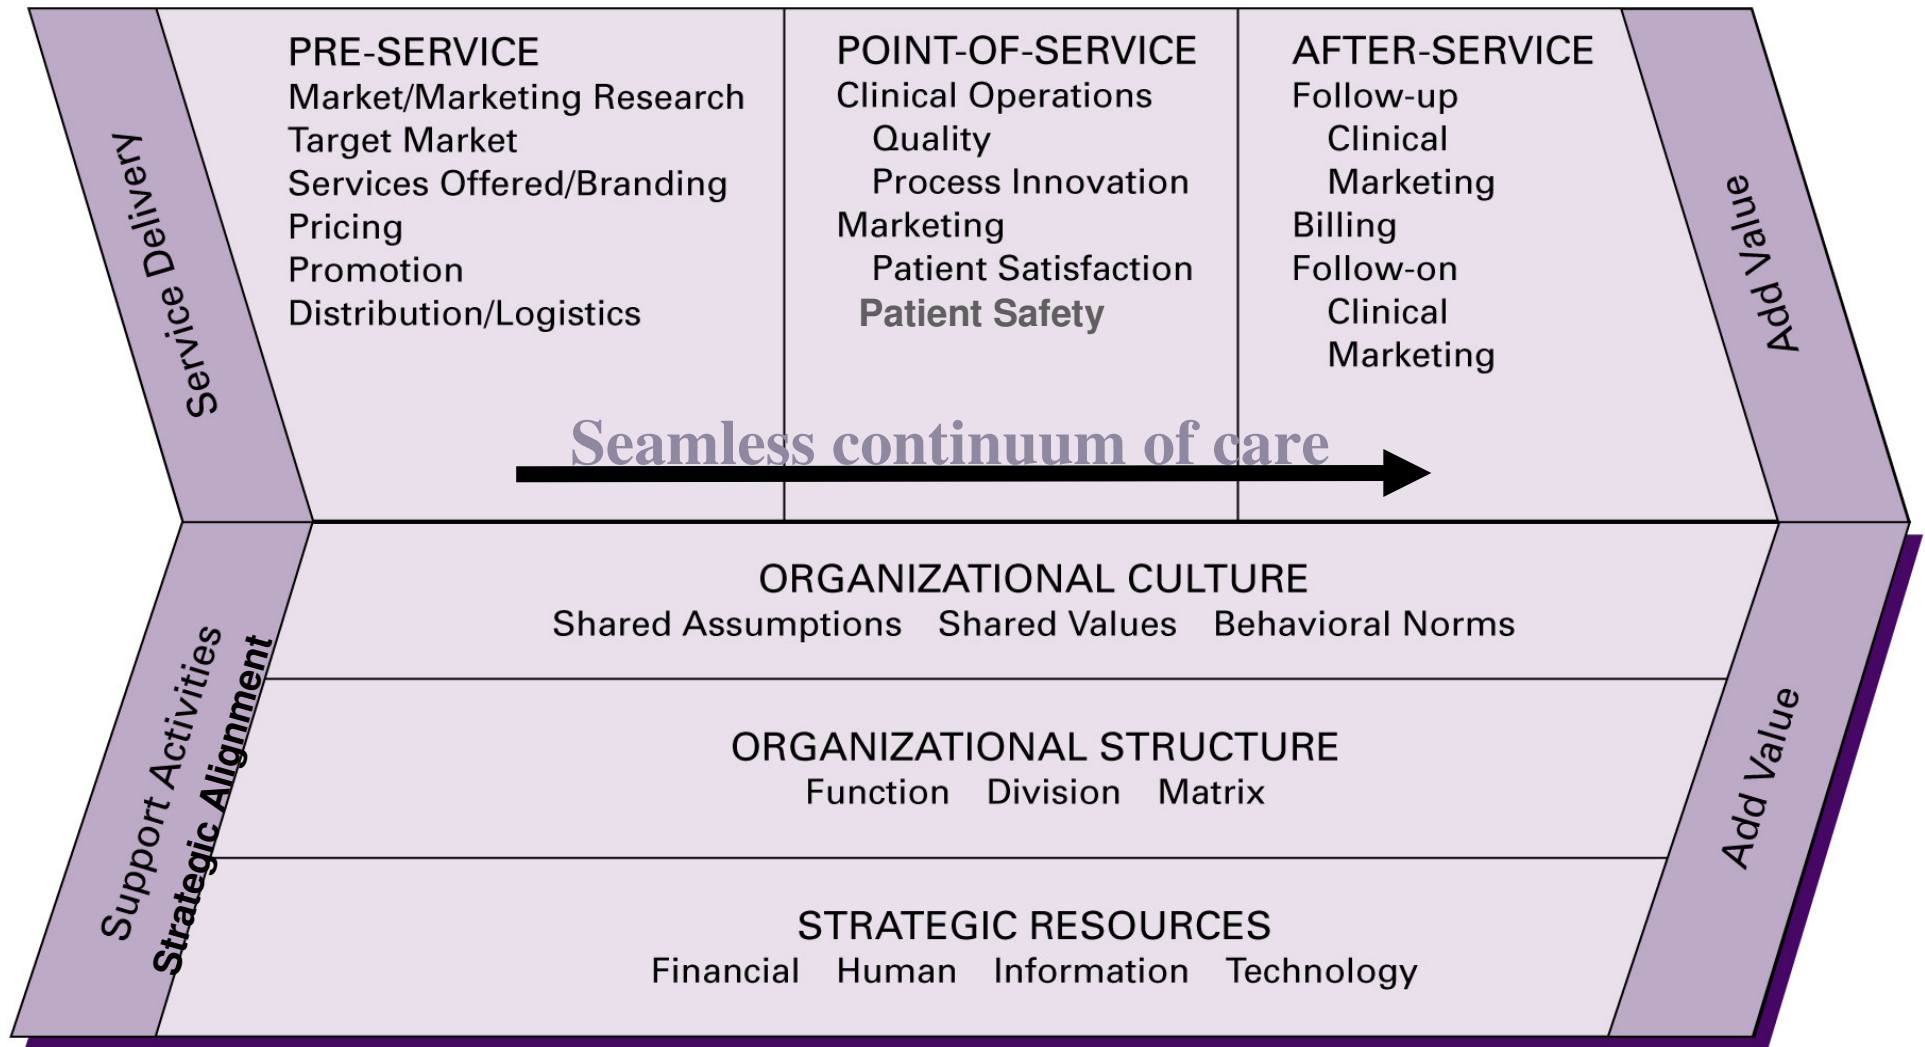 Service Delivery
PRE-SERVICE
Market/Marketing Research
Target Market
Services Offered/Branding
Pricing
Promotion
Distribution/Logistics
POINT-OF-SERVICE
Clinical Operations
Quality
Process Innovation
Marketing
Patient Satisfaction
Patient Safety
AFTER-SERVICE
Follow-up
Clinical
Marketing
Billing
Follow-on
Clinical
Marketing
Add Value
Seamless continuum of care
Support Activities
Strategic Alignment
ORGANIZATIONAL CULTURE
Shared Assumptions Shared Values Behavioral Norms
ORGANIZATIONAL STRUCTURE
Function Division Matrix
STRATEGIC RESOURCES
Financial Human Information Technology
Add Value